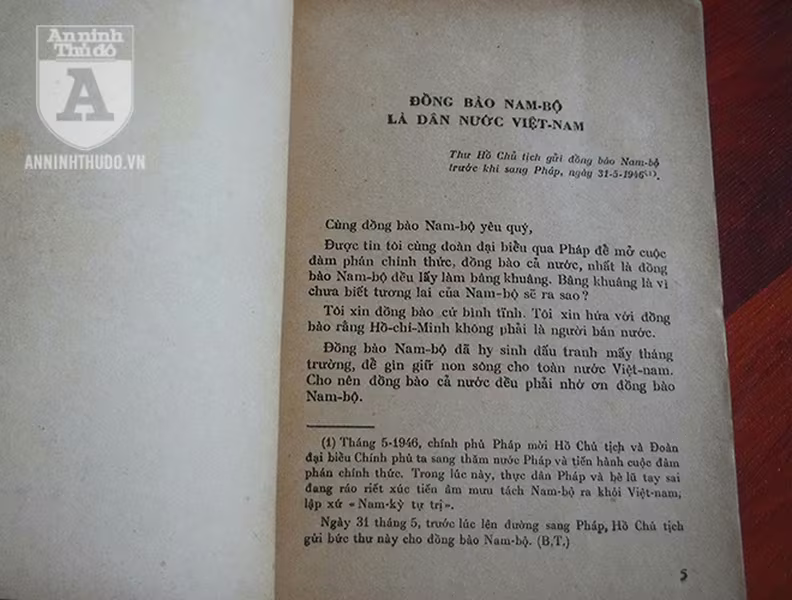 An ninh
Thủ đô
A
ANNINHTHUDO.VN
ĐỒNG BÀO NAM-BỘ
LÀ DÂN NƯỚC VIỆT-NAM
Thư Hồ Chủ tịch gửi đồng bào Nam-bộ
trước khi sang Pháp, ngày 31-5-1946(1).
Cùng đồng bào Nam-bộ yêu quý,
Được tin tôi cùng đoàn đại biểu qua Pháp để mở cuộc
đàm phán chính thức, đồng bào cả nước, nhất là đồng
bào Nam-bộ đều lấy làm bâng khuâng. Bâng khuâng là vì
chưa biết tương lai của Nam-bộ sẽ ra sao?
Tôi xin đồng bào cứ bình tĩnh. Tôi xin hứa với đồng
bào rằng Hồ-chí-Minh không phải là người bán nước.
Đồng bào Nam-bộ đã hy sinh đấu tranh mấy tháng
trường, để gìn giữ non sông cho toàn nước Việt-nam.
Cho nên đồng bào cả nước đều phải nhớ ơn đồng bào
Nam-bộ.
(1) Tháng 5-1946, chính phủ Pháp mời Hồ Chủ tịch và Đoàn
đại biểu Chính phủ ta sang thăm nước Pháp và tiến hành cuộc đàm
phán chính thức. Trong lúc này, thực dân Pháp và bè lũ tay sai
đang ráo riết xúc tiến âm mưu tách Nam-bộ ra khỏi Việt-nam,
lập xứ «Nam-kỳ tự trị».
Ngày 31 tháng 5, trước lúc lên đường sang Pháp, Hồ Chủ tịch
gửi bức thư này cho đồng bào Nam-bộ. (B.T.)
5